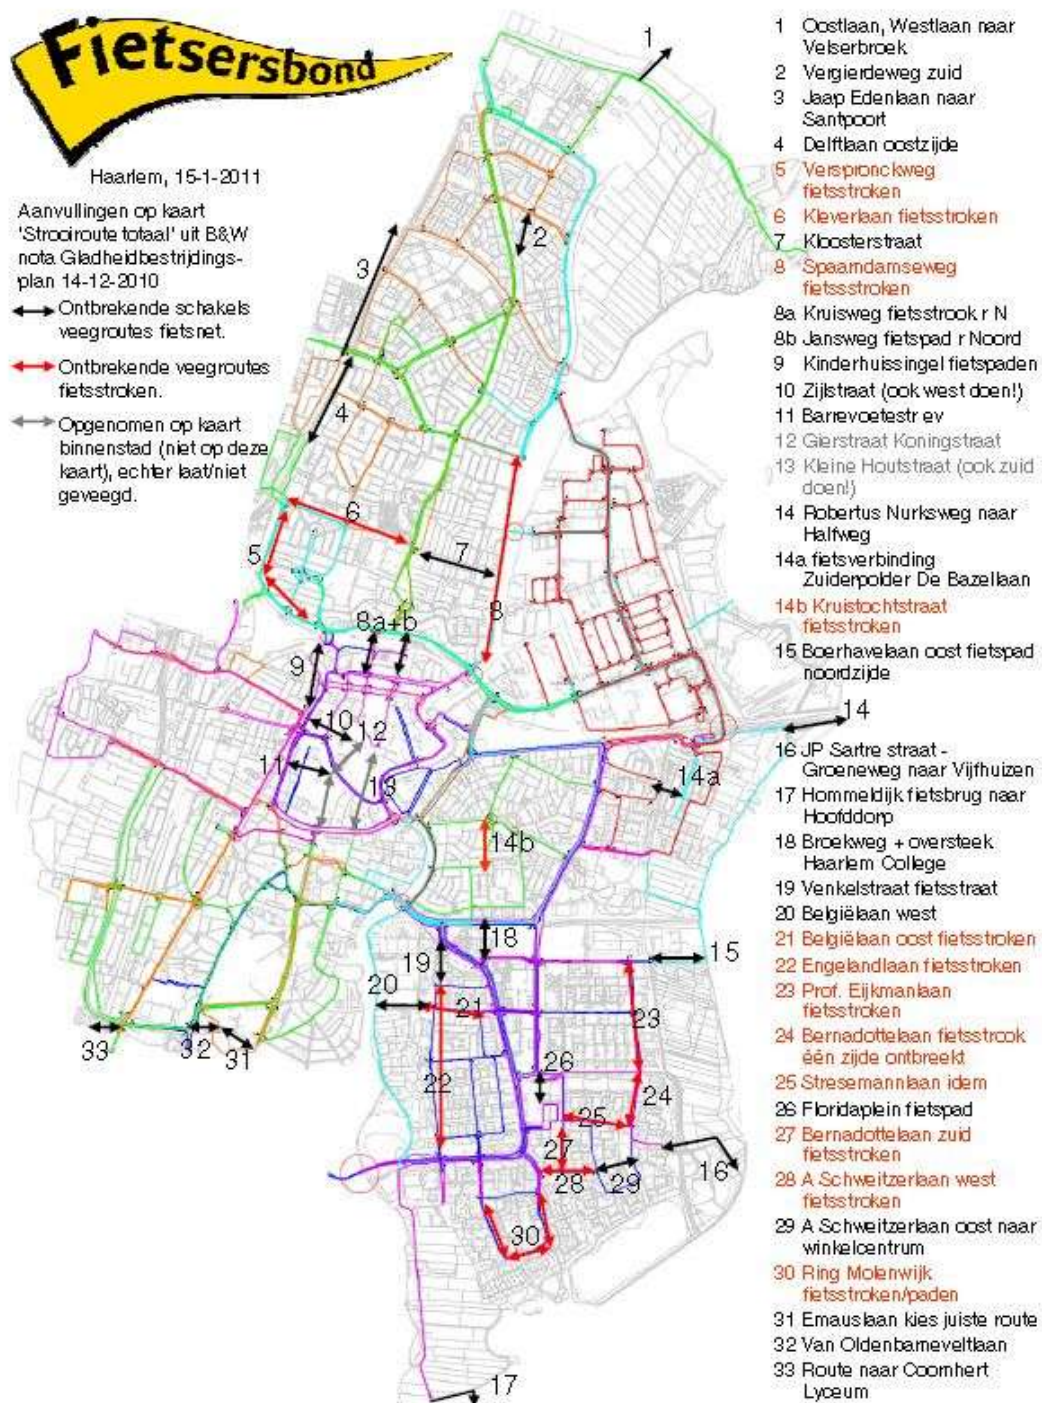 Fietsersbond
Haarlem, 15-1-2011
Aanvullingen op kaart
'Strooiroute totaal' uit B&W
nota Gladheidbestrijdings-
plan 14-12-2010
Ontbrekende schakels
veegroutes fietsnet.
Ontbrekende veegroutes
fietsstroken.
Opgenomen op kaart
binnenstad (niet op deze
kaart), echter laat/niet
geveegd.
1 Oostlaan, Westlaan naar
Velserbroek
2 Vergierdeweg zuid
3 Jaap Edenlaan naar
Santpoort
4 Delftlaan oostzijde
5 Verspronckweg
fietsstroken
6 Kleverlaan fietsstroken
7 Kloosterstraat
8 Spaarndamseweg
fietssstroken
8a Kruisweg fietsstrook r N
8b Jansweg fietspad r Noord
9 Kinderhuissingel fietspaden
10 Zijlstraat (ook west doen!)
11 Barrevoetestr ev
12 Gierstraat Koningstraat
13 Kleine Houtstraat (ook zuid
doen!)
14 Robertus Nurksweg naar
Halfweg
14a fietsverbinding
Zuiderpolder De Bazellaan
14b Kruistochtstraat
fietsstroken
15 Boerhavelaan oost fietspad
noordzijde
16 JP Sartre straat -
Groeneweg naar Vijfhuizen
17 Hommeldijk fietsbrug naar
Hoofddorp
18 Broekweg + oversteek
Haarlem College
19 Venkelstraat fietsstraat
20 Belgiëlaan west
21 Belgiëlaan oost fietsstroken
22 Engelandlaan fietsstroken
23 Prof. Eijkmanlaan
fietsstroken
24 Bernadottelaan fietsstrook
één zijde ontbreekt
25 Stresemannlaan idem
26 Floridaplein fietspad
27 Bernadottelaan zuid
fietsstroken
28 A Schweitzerlaan west
fietsstroken
29 A Schweitzerlaan oost naar
winkelcentrum
30 Ring Molenwijk
fietsstroken/paden
31 Emauslaan kies juiste route
32 Van Oldenbarneveltlaan
33 Route naar Coornhert
Lyceum
1
2
3
4
6
5
7
8
8a+b
9
10
12
11
13
14
14a
14b
18
15
19
20
21
23
33
32
31
22
26
24
25
27
16
28
29
30
17